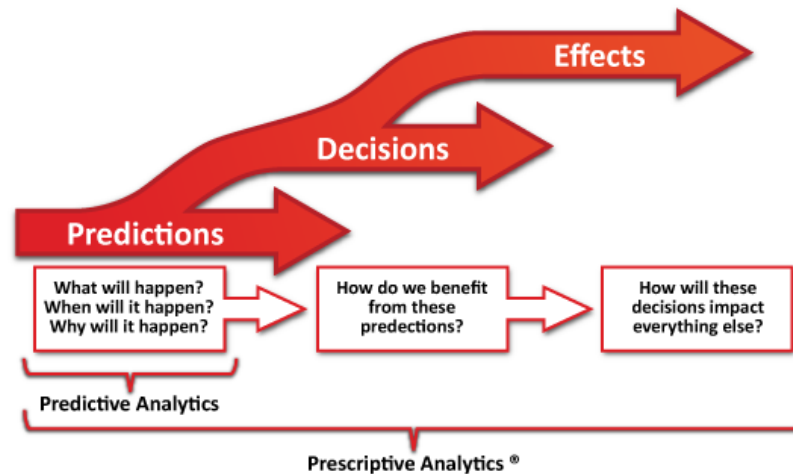 Effects
Decisions
Predictions
What will happen?
When will it happen?
Why will it happen?
How do we benefit
from these
predections?
How will these
decisions impact
everything else?
Predictive Analytics
Prescriptive Analytics ®